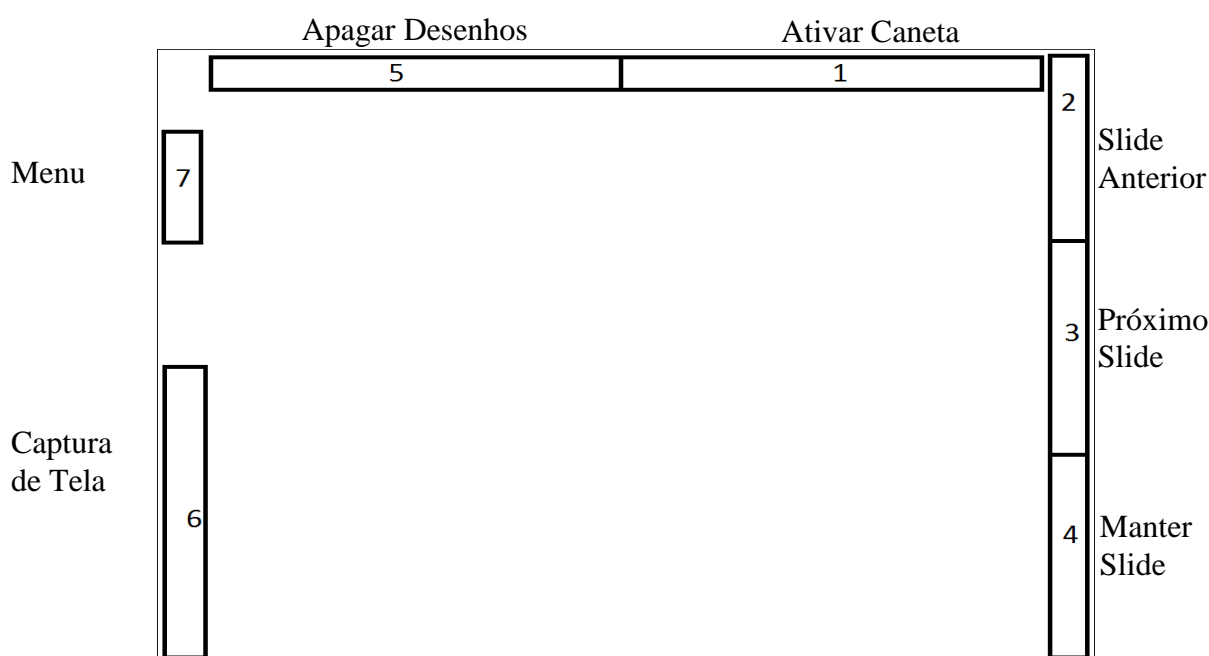 Apagar Desenhos
Ativar Caneta
5
1
2
Slide
Anterior
Menu
7
3
Próximo
Slide
Captura
de Tela
6
4
Manter
Slide